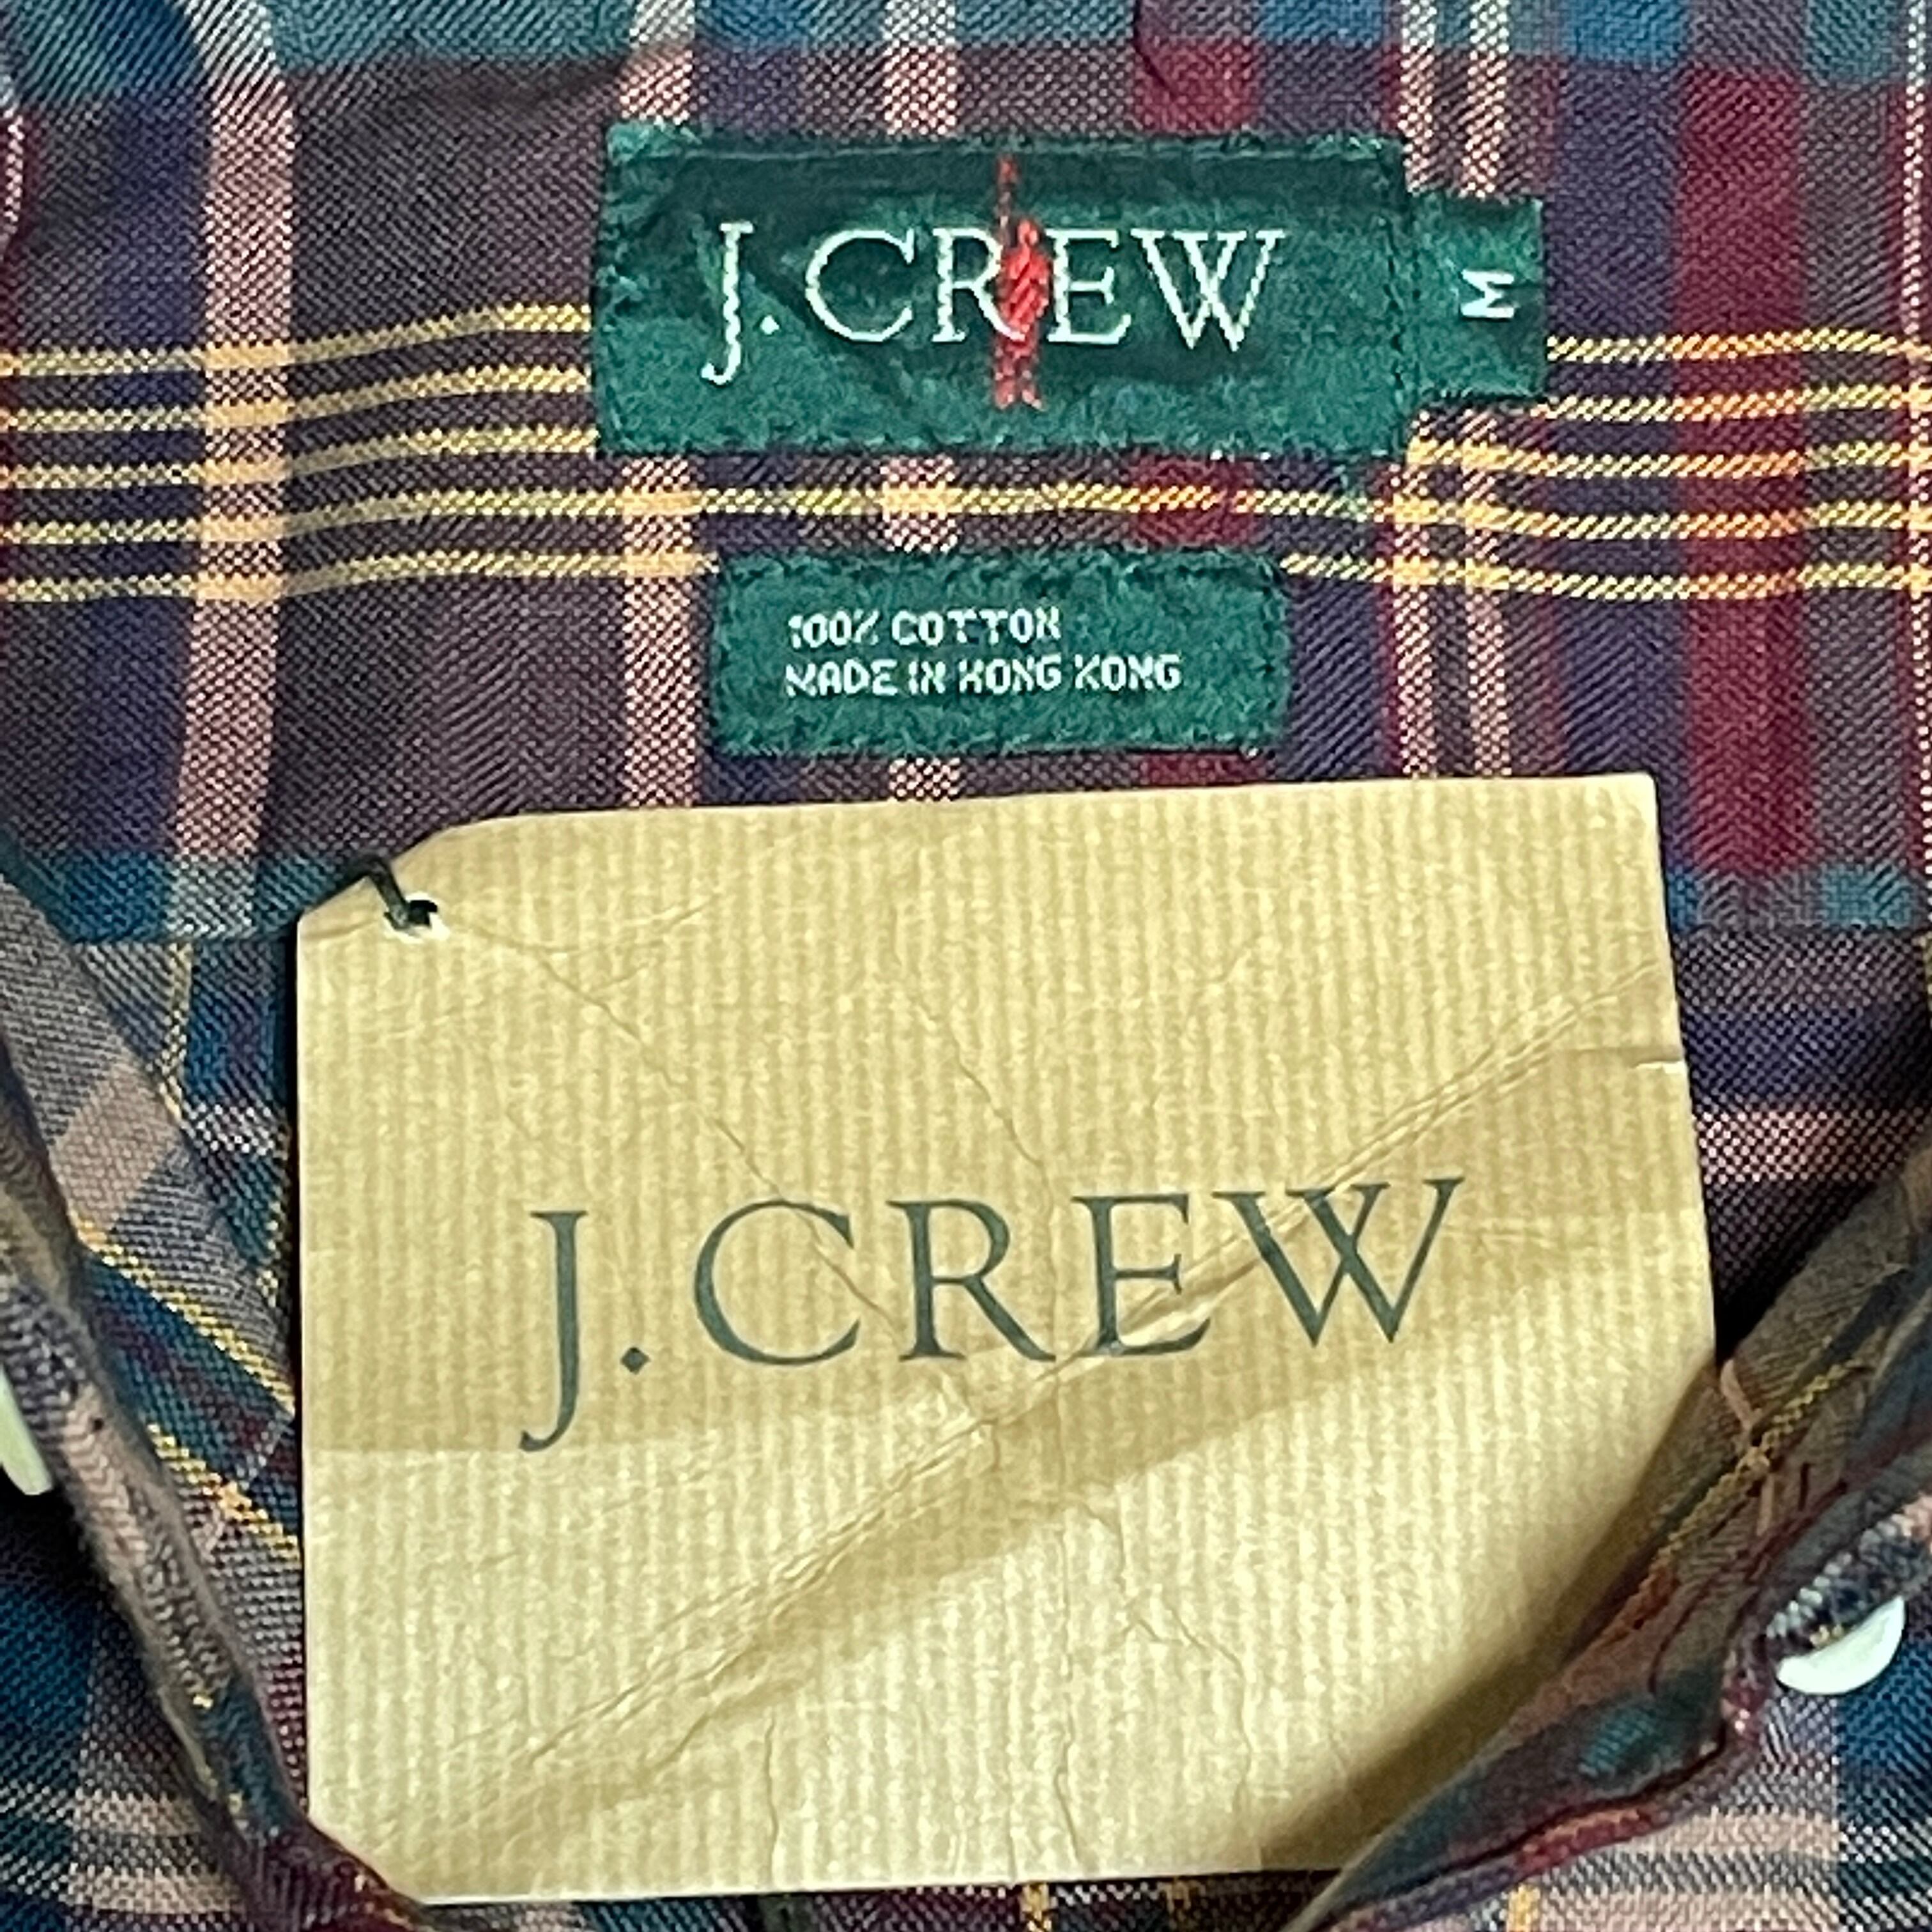 J. CREW
M
100% COTTON
MADE IN HONG KONG
J. CREW